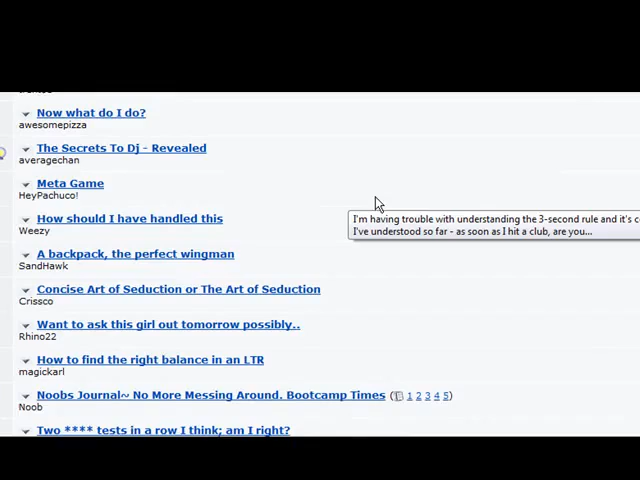 Now what do I do?
awesomepizza
The Secrets To Dj - Revealed
averagechan
Meta Game
HeyPachuco!
How should I have handled this
Weezy
I'm having trouble with understanding the 3-second rule and it's c
I've understood so far - as soon as I hit a club, are you...
A backpack, the perfect wingman
SandHawk
Concise Art of Seduction or The Art of Seduction
Crissco
Want to ask this girl out tomorrow possibly..
Rhino22
How to find the right balance in an LTR
magickarl
Noobs Journal~ No More Messing Around. Bootcamp Times ( 1 2 3 4 5)
Noob
Two **** tests in a row I think; am I right?